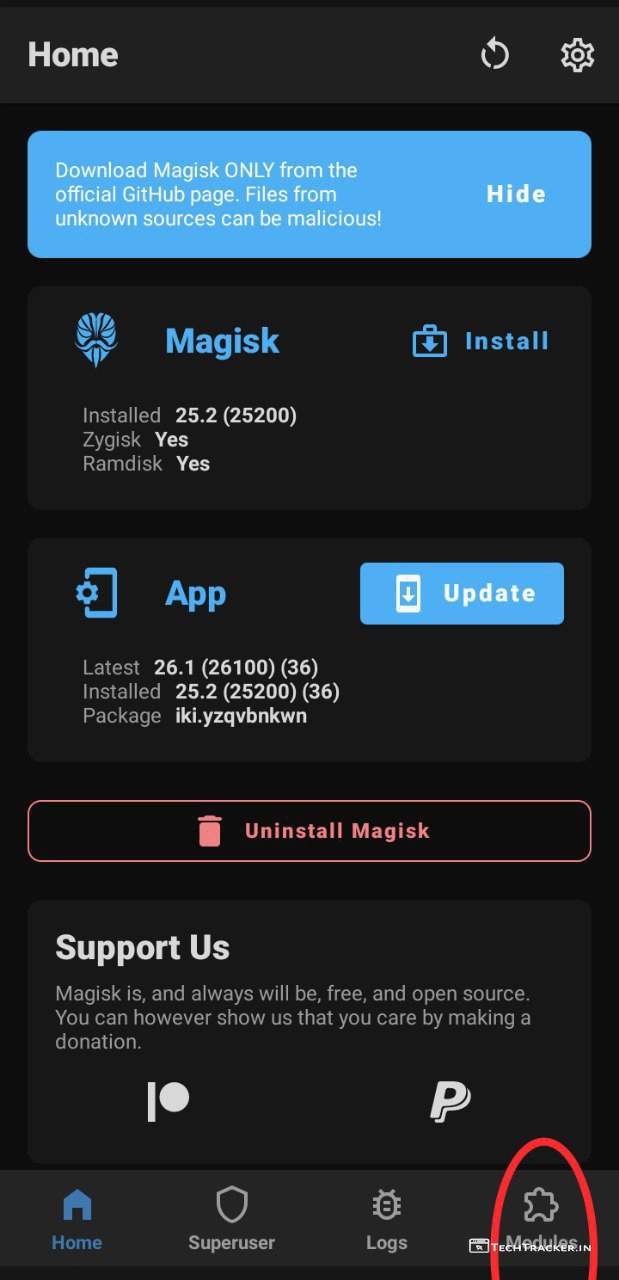 Home
Download Magisk ONLY from the
official GitHub page. Files from
unknown sources can be malicious!
Hide
Magisk
Install
Installed 25.2 (25200)
Zygisk Yes
Ramdisk Yes
App
Update
Latest 26.1 (26100) (36)
Installed 25.2 (25200) (36)
Package iki.yzqvbnkwn
Uninstall Magisk
Support Us
Magisk is, and always will be, free, and open source.
You can however show us that you care by making a
donation.
Home
Superuser
Logs
Modules
TechTracker.in